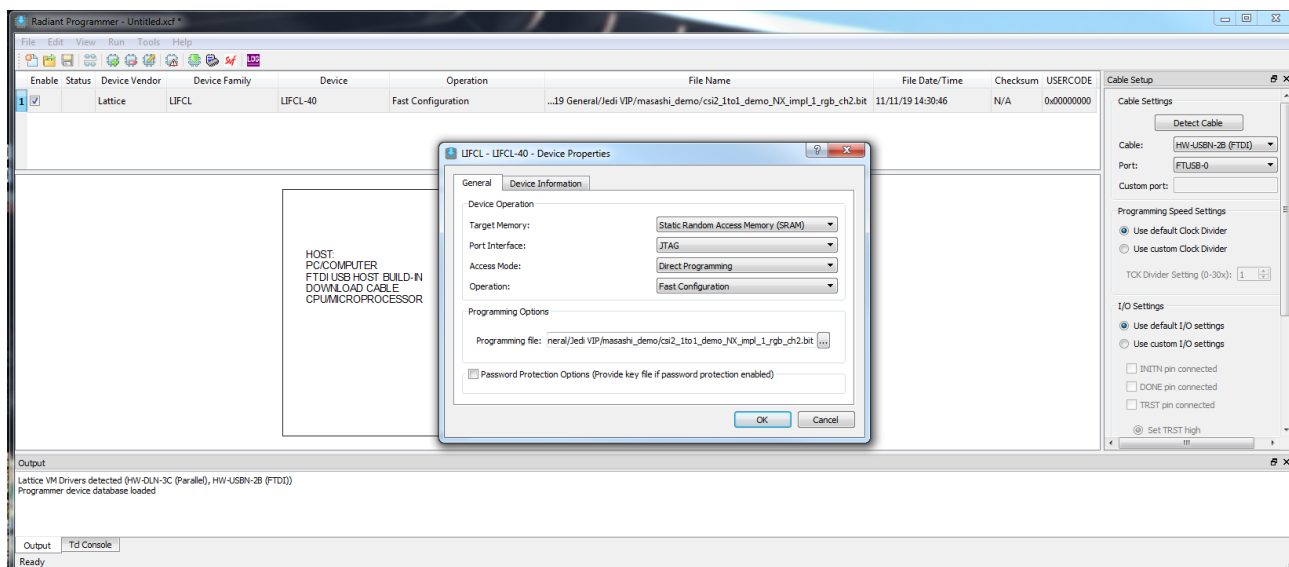 Radiant Programmer - Untitled.xcf *
File Edit View Run Tools Help
Enable Status Device Vendor Device Family Device Operation File Name File Date/Time Checksum USERCODE
1 Lattice LIFCL LIFCL-40 Fast Configuration ...19 General/Jedi VIP/masashi_demo/csi2_1to1_demo_NX_impl_1_rgb_ch2.bit 11/11/19 14:30:46 N/A 0x00000000
HOST:
PC/COMPUTER
FTDI USB HOST BUILD-IN
DOWNLOAD CABLE
CPU/MICROPROCESSOR
LIFCL - LIFCL-40 - Device Properties
General Device Information
Device Operation
Target Memory: Static Random Access Memory (SRAM)
Port Interface: JTAG
Access Mode: Direct Programming
Operation: Fast Configuration
Programming Options
Programming file: neral/Jedi VIP/masashi_demo/csi2_1to1_demo_NX_impl_1_rgb_ch2.bit ...
Password Protection Options (Provide key file if password protection enabled)
OK Cancel
Cable Setup
Cable Settings
Detect Cable
Cable: HW-USBN-2B (FTDI)
Port: FTUSB-0
Custom port:
Programming Speed Settings
Use default Clock Divider
Use custom Clock Divider
TCK Divider Setting (0-30x): 1
I/O Settings
Use default I/O settings
Use custom I/O settings
INITN pin connected
DONE pin connected
TRST pin connected
Set TRST high
Output
Lattice VM Drivers detected (HW-DLN-3C (Parallel), HW-USBN-2B (FTDI))
Programmer device database loaded
Output Tcl Console
Ready